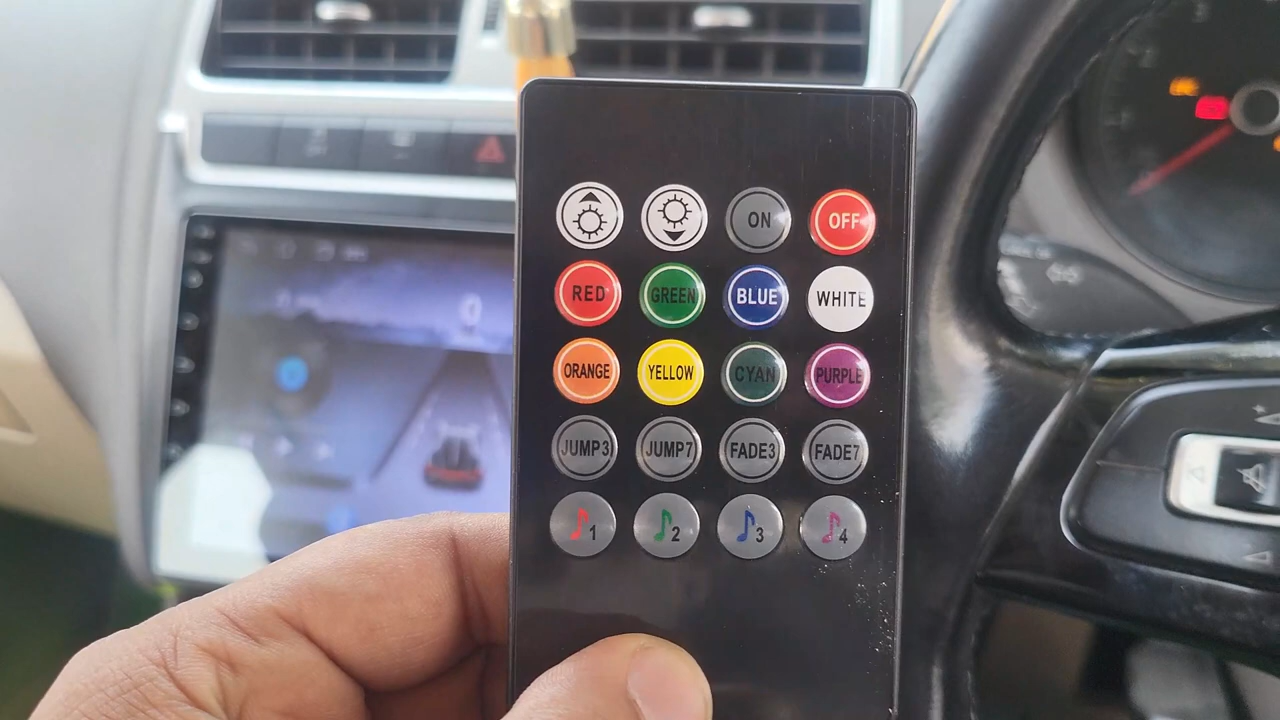 ON OFF
RED GREEN BLUE WHITE
ORANGE YELLOW CYAN PURPLE
JUMP3 JUMP7 FADE3 FADE7
1 2 3 4